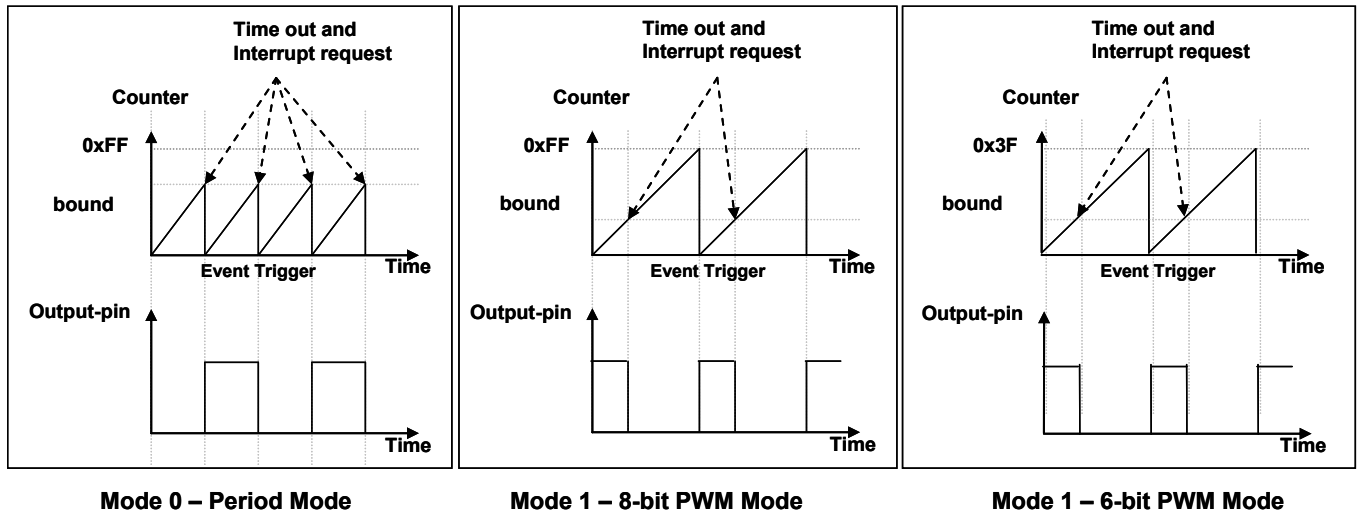 Time out and
Interrupt request
Counter
0xFF
bound
Event Trigger
Time
Output-pin
Time
Mode 0 – Period Mode
Time out and
Interrupt request
Counter
0xFF
bound
Event Trigger
Time
Output-pin
Time
Mode 1 – 8-bit PWM Mode
Time out and
Interrupt request
Counter
0x3F
bound
Event Trigger
Time
Output-pin
Time
Mode 1 – 6-bit PWM Mode